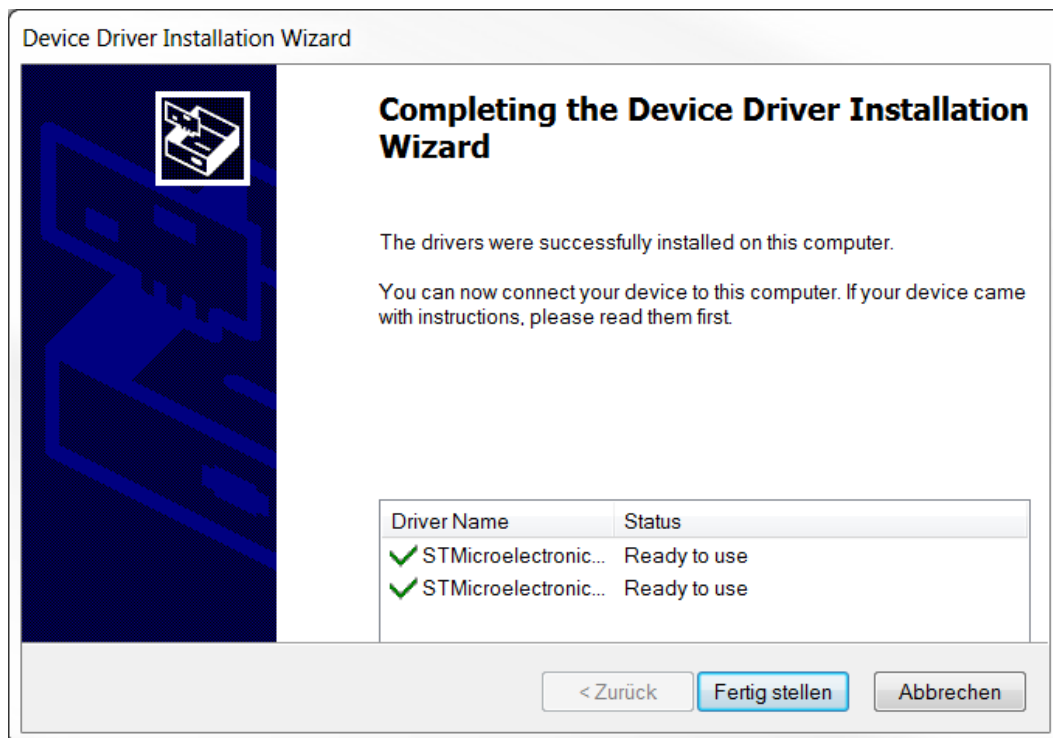 Device Driver Installation Wizard
Completing the Device Driver Installation
Wizard
The drivers were successfully installed on this computer.
You can now connect your device to this computer. If your device came
with instructions, please read them first.
Driver Name Status
STMicroelectronic... Ready to use
STMicroelectronic... Ready to use
< Zurück Fertig stellen Abbrechen